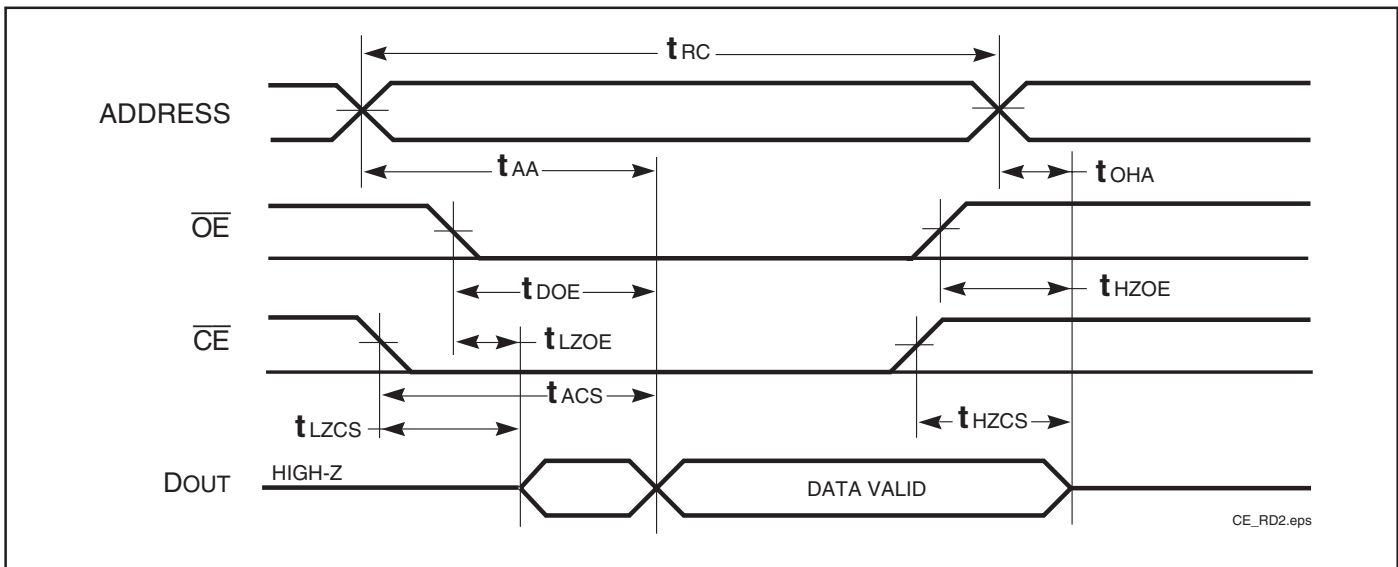 tRC
ADDRESS
tAA
tOHA
OE
tDOE
tHZOE
CE
tLZOE
tACS
tLZCS
tHZCS
DOUT
HIGH-Z
DATA VALID
CE_RD2.eps